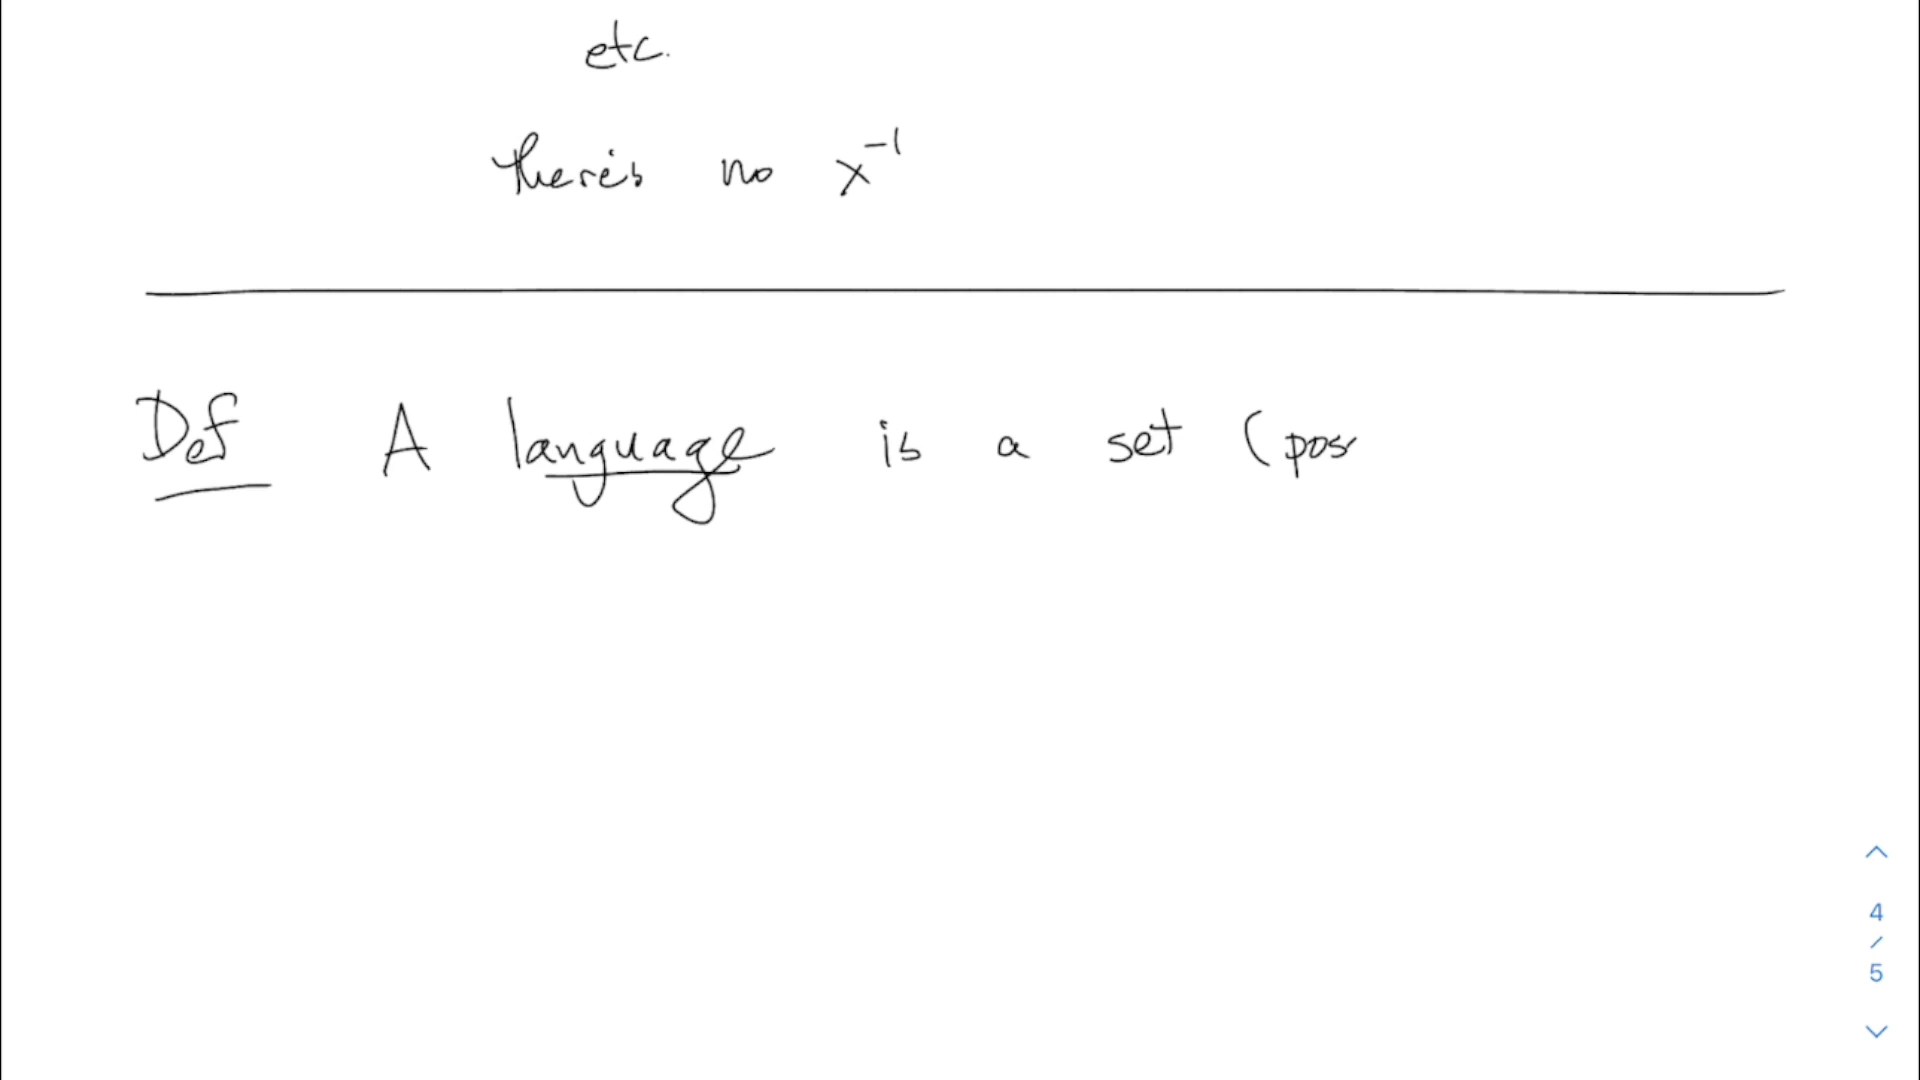 etc.
there's no x⁻¹
Def A language is a set (pos
4
/
5